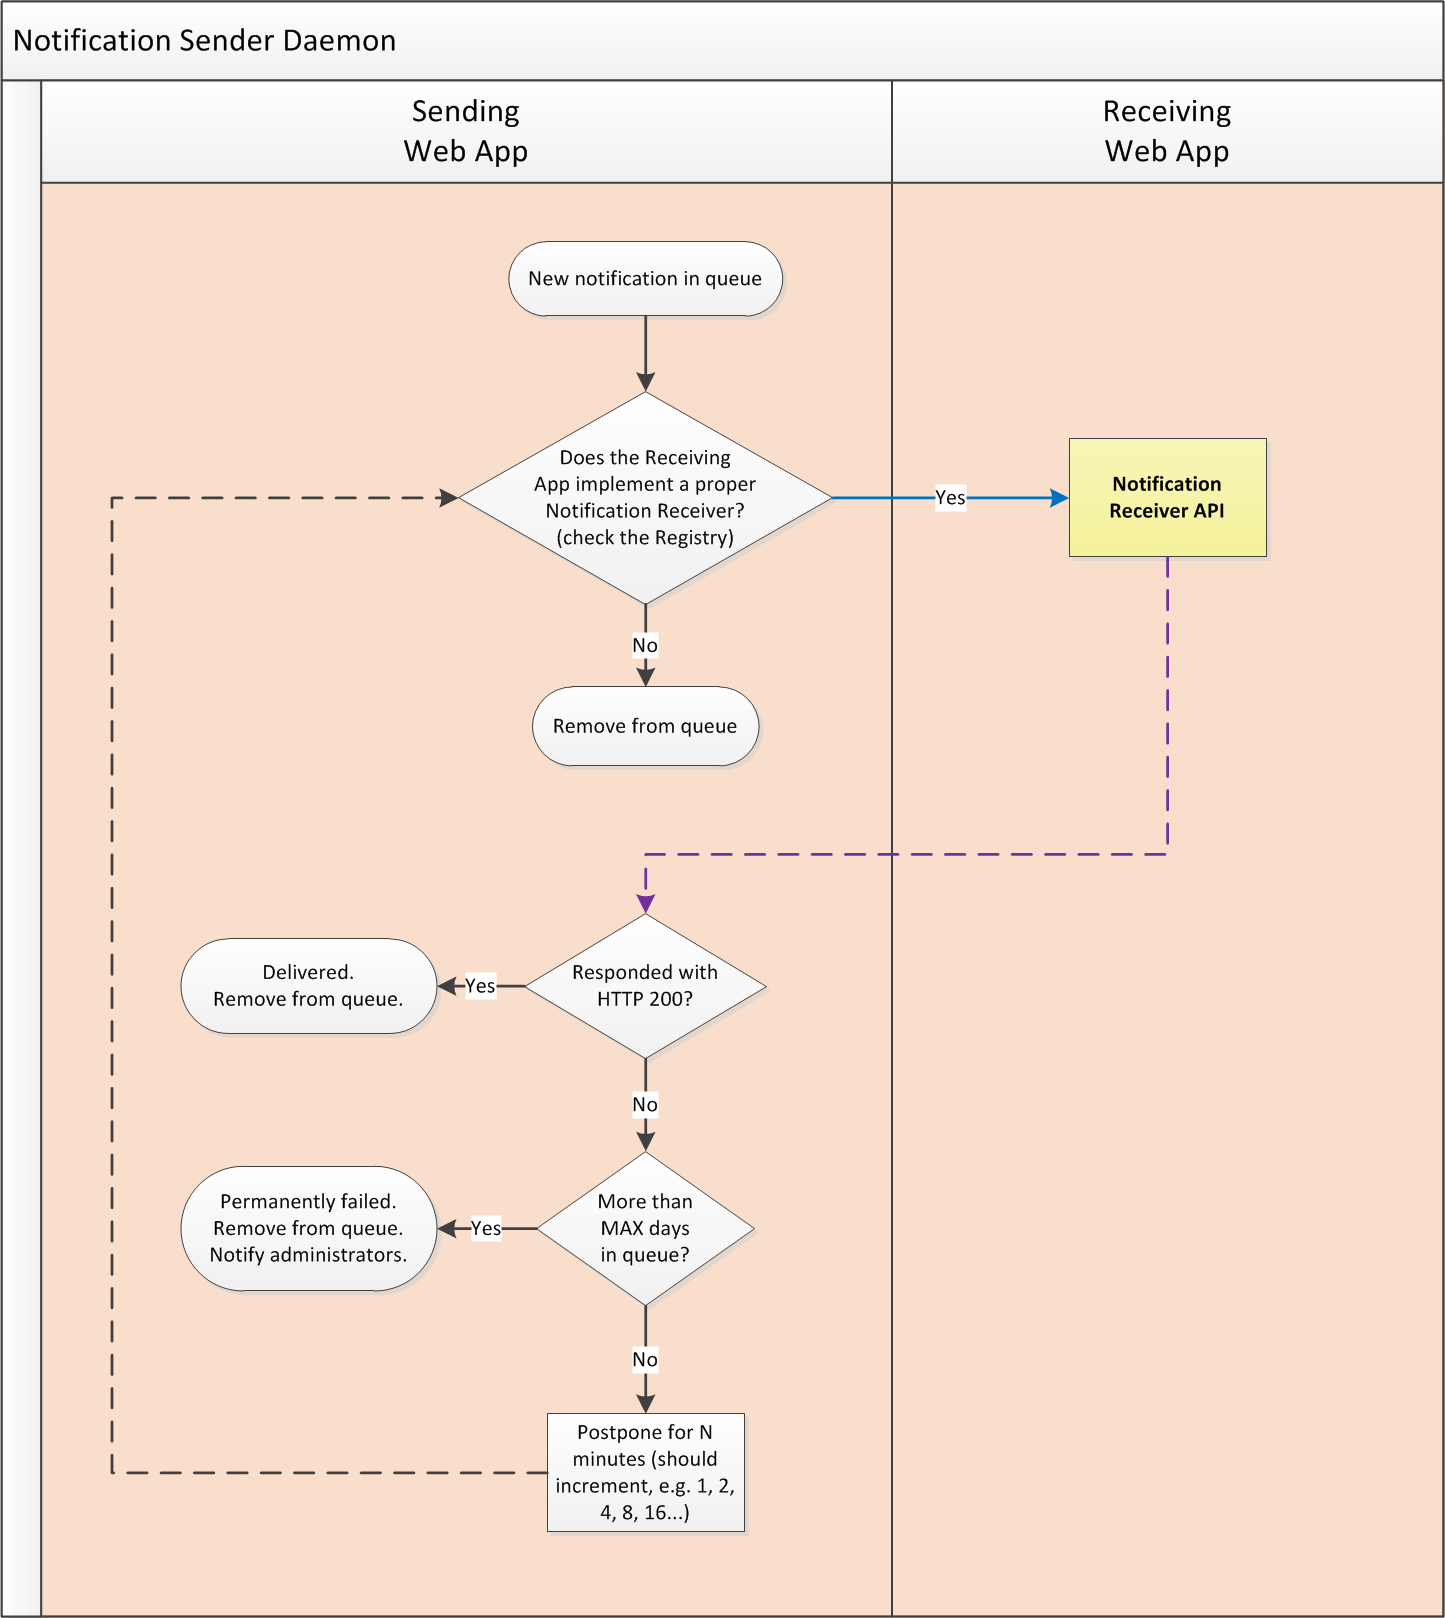 Notification Sender Daemon
Sending
Web App
Receiving
Web App
New notification in queue
Does the Receiving
App implement a proper
Notification Receiver?
(check the Registry)
Yes
Notification
Receiver API
No
Remove from queue
Responded with
HTTP 200?
Yes
Delivered.
Remove from queue.
No
More than
MAX days
in queue?
Yes
Permanently failed.
Remove from queue.
Notify administrators.
No
Postpone for N
minutes (should
increment, e.g. 1, 2,
4, 8, 16...)